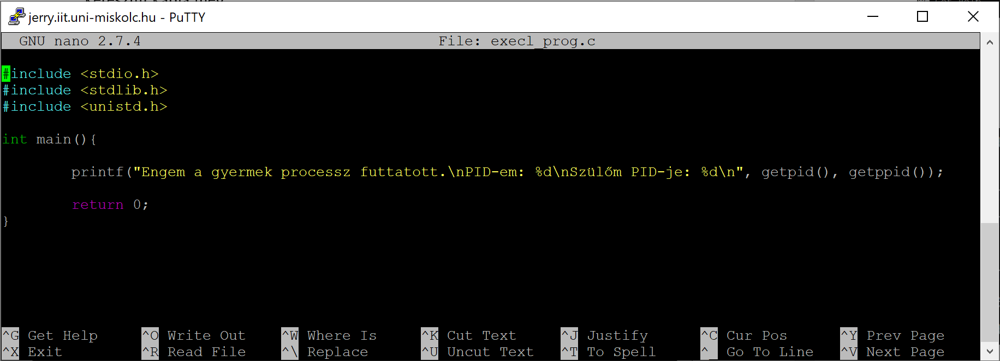 jerry.iit.uni-miskolc.hu - PuTTY
GNU nano 2.7.4 File: execl_prog.c
#include <stdio.h>
#include <stdlib.h>
#include <unistd.h>
int main(){
printf("Engem a gyermek processz futtatott.\nPID-em: %d\nSzülőm PID-je: %d\n", getpid(), getppid());
return 0;
}
^G Get Help ^O Write Out ^W Where Is ^K Cut Text ^J Justify ^C Cur Pos ^Y Prev Page
^X Exit ^R Read File ^\ Replace ^U Uncut Text ^T To Spell ^_ Go To Line ^V Next Page